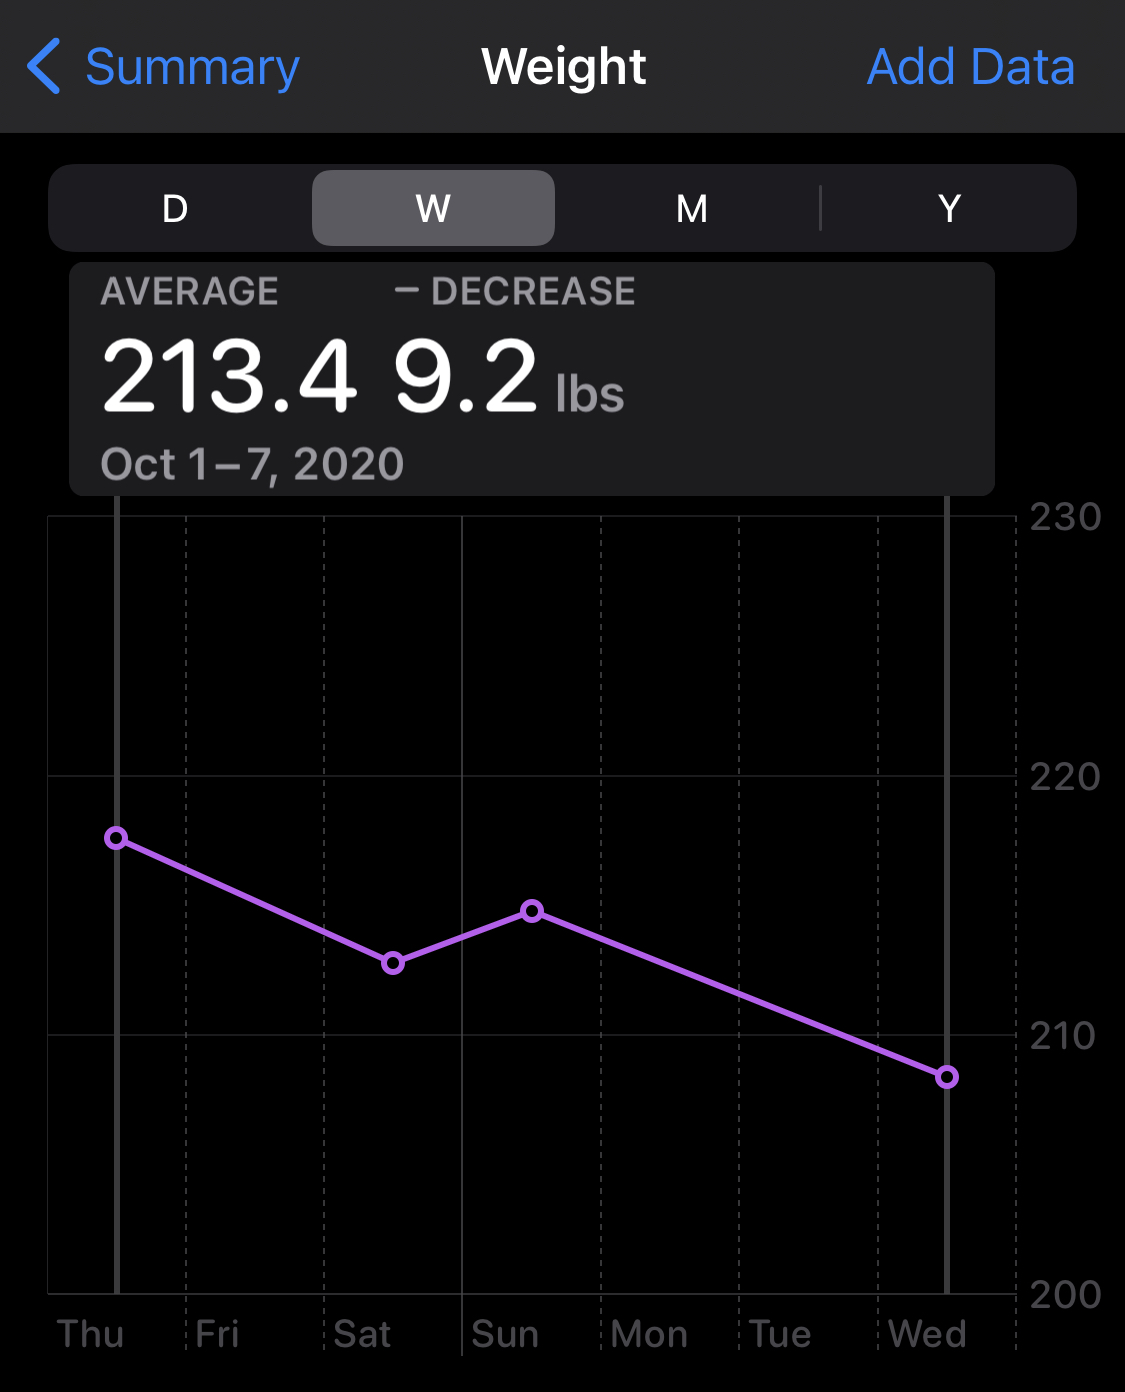 Summary Weight Add Data
D W M Y
AVERAGE – DECREASE
213.4 9.2 lbs
Oct 1–7, 2020
230
220
210
200
Thu Fri Sat Sun Mon Tue Wed